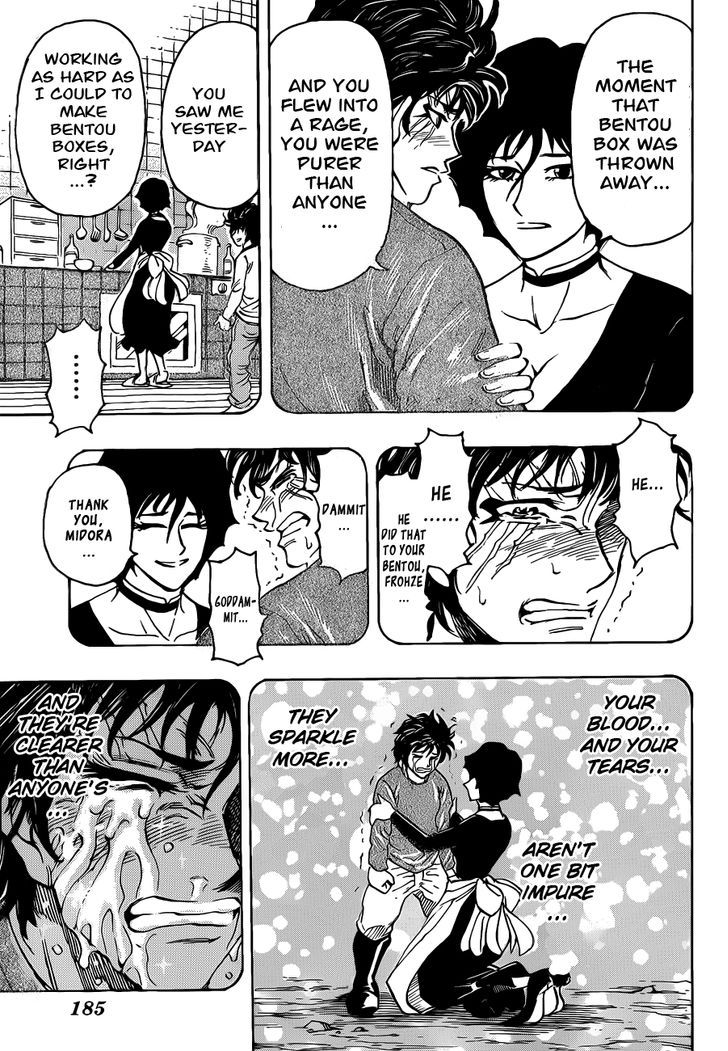 THE
MOMENT
THAT
BENTOU
BOX WAS
THROWN
AWAY...
AND YOU
FLEW INTO
A RAGE,
YOU WERE
PURER
THAN
ANYONE
...
YOU
SAW ME
YESTER-
DAY
WORKING
AS HARD AS
I COULD TO
MAKE
BENTOU
BOXES,
RIGHT
...?
......
HE...
HE
......
HE
DID THAT
TO YOUR
BENTOU,
FROHZE
...
DAMMIT
...
GODDAM-
MIT...
THANK
YOU,
MIDORA
...
YOUR
BLOOD...
AND YOUR
TEARS...
AREN'T
ONE BIT
IMPURE
...
THEY
SPARKLE
MORE...
AND
THEY'RE
CLEARER
THAN
ANYONE'S
...
185